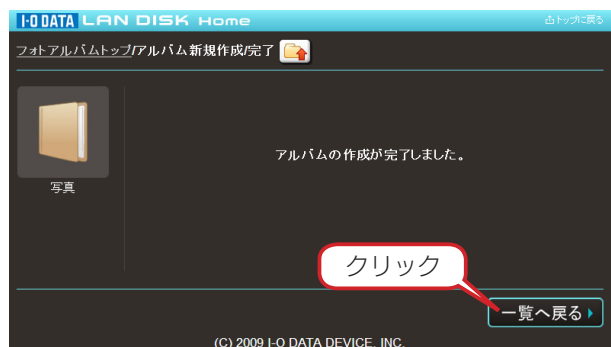 I-O DATA LAN DISK Home
凸トップに戻る
フォトアルバムトップ/アルバム新規作成/完了
写真
アルバムの作成が完了しました。
クリック
一覧へ戻る
(C) 2009 I-O DATA DEVICE, INC.